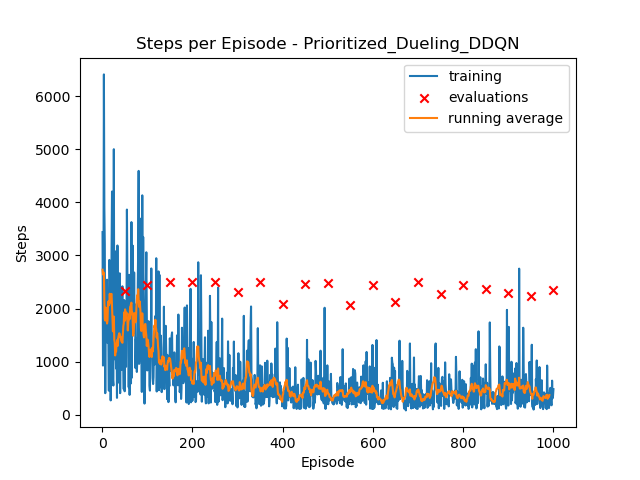 Steps per Episode - Prioritized_Dueling_DDQN
training
evaluations
running average
6000
5000
4000
3000
2000
1000
0
Steps
0
200
400
600
800
1000
Episode